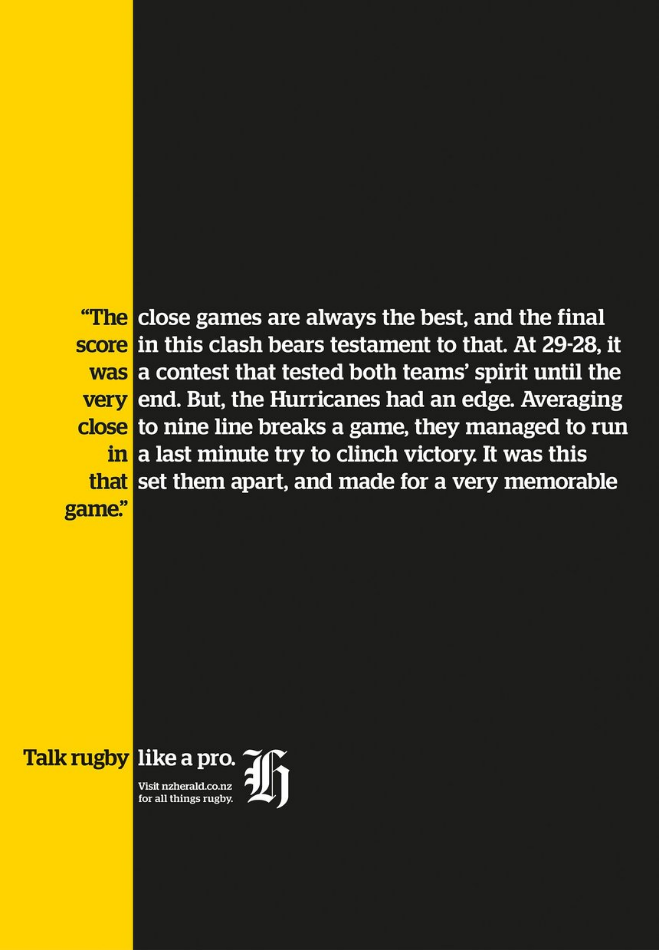 “The close games are always the best, and the final
score in this clash bears testament to that. At 29-28, it
was a contest that tested both teams’ spirit until the
very end. But, the Hurricanes had an edge. Averaging
close to nine line breaks a game, they managed to run
in a last minute try to clinch victory. It was this
that set them apart, and made for a very memorable
game.”
Talk rugby like a pro.
Visit nzherald.co.nz
for all things rugby.
H